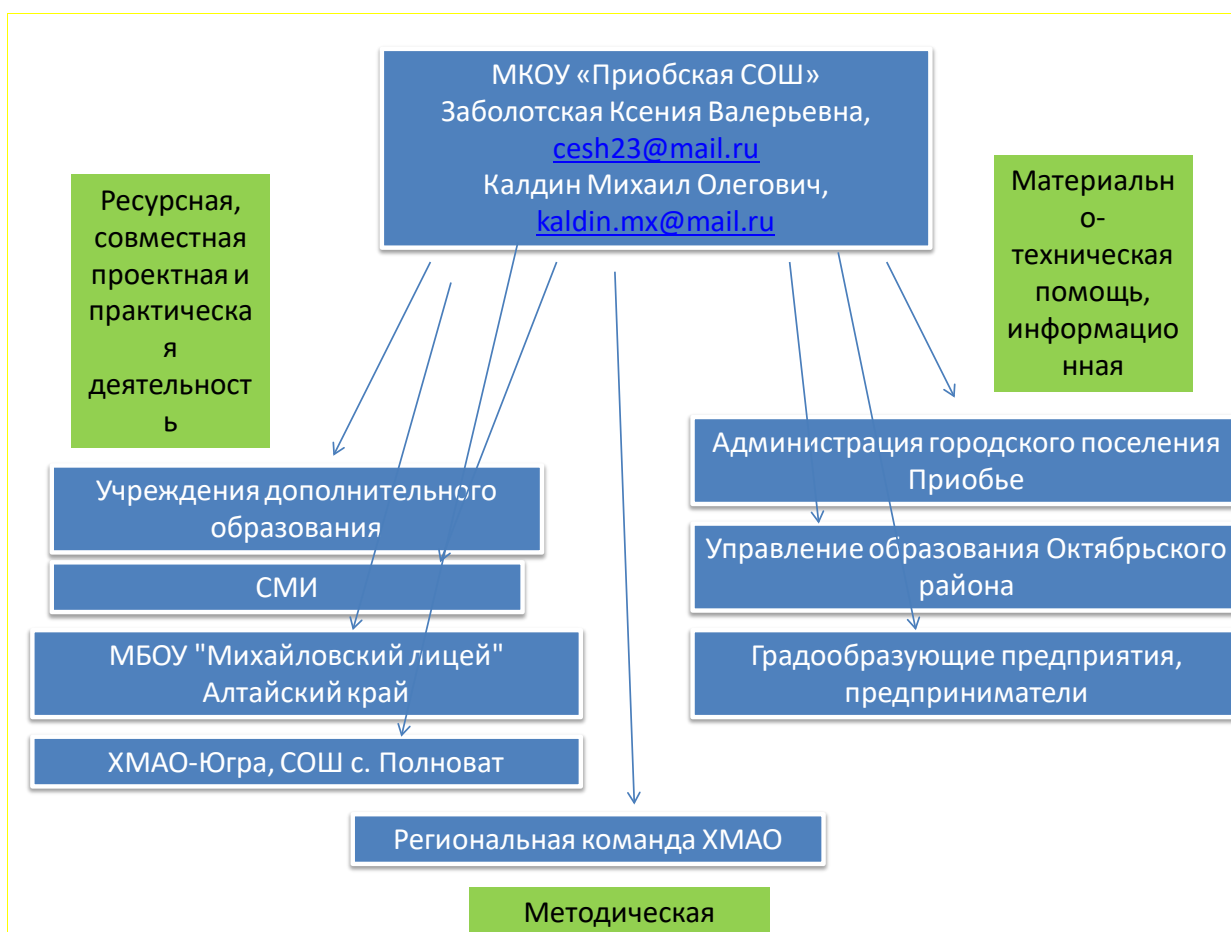 МКОУ «Приобская СОШ»
Заболотская Ксения Валерьевна,
cesh23@mail.ru
Калдин Михаил Олегович,
kaldin.mx@mail.ru
Ресурсная,
совместная
проектная и
практическа
я
деятельност
ь
Материальн
о-
техническая
помощь,
информацио
нная
Учреждения дополнительного
образования
СМИ
МБОУ "Михайловский лицей"
Алтайский край
ХМАО-Югра, СОШ с. Полноват
Администрация городского поселения
Приобье
Управление образования Октябрьского
района
Градообразующие предприятия,
предприниматели
Региональная команда ХМАО
Методическая